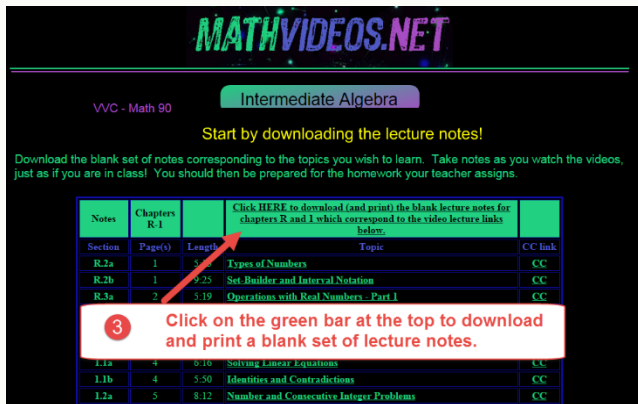 MATHVIDEOS.NET
VVC - Math 90
Intermediate Algebra
Start by downloading the lecture notes!
Download the blank set of notes corresponding to the topics you wish to learn. Take notes as you watch the videos,
just as if you are in class! You should then be prepared for the homework your teacher assigns.
Notes Chapters R-1 Click HERE to download (and print) the blank lecture notes for
chapters R and 1 which correspond to the video lecture links
below.
Section Page(s) Length Topic CC link
R.2a 1 Types of Numbers CC
R.2b 1 9:25 Set-Builder and Interval Notation CC
R.3a 2 5:19 Operations with Real Numbers - Part 1 CC
3 Click on the green bar at the top to download
and print a blank set of lecture notes.
1.1a 4 6:16 Solving Linear Equations CC
1.1b 4 5:50 Identities and Contradictions CC
1.2a 5 8:12 Number and Consecutive Integer Problems CC